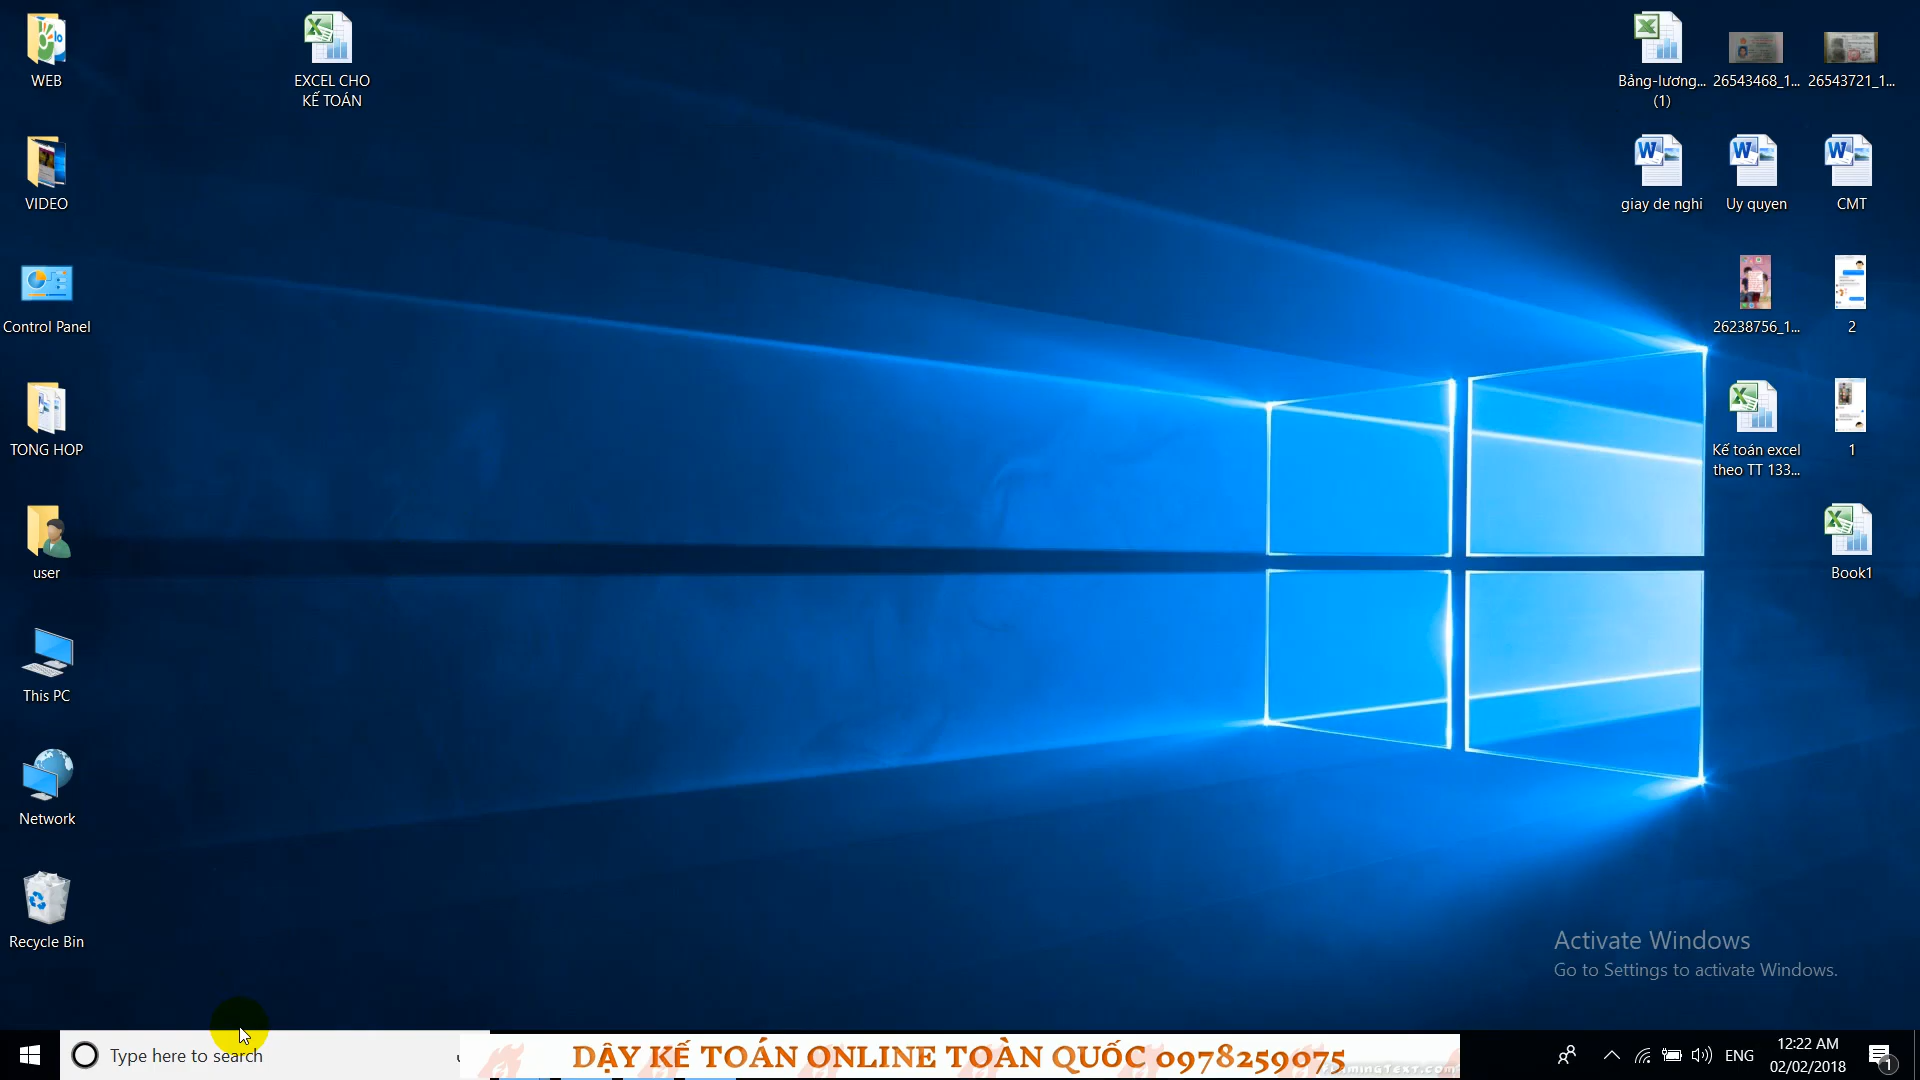 WEB
EXCEL CHO
KẾ TOÁN
Bảng-lương...
(1)
26543468_1...
26543721_1...
VIDEO
giay de nghi
Uy quyen
CMT
Control Panel
26238756_1...
2
TONG HOP
Kế toán excel
theo TT 133...
1
user
Book1
This PC
Network
Recycle Bin
Activate Windows
Go to Settings to activate Windows.
Type here to search
DẬY KẾ TOÁN ONLINE TOÀN QUỐC 0978259075
ENG
12:22 AM
02/02/2018
1